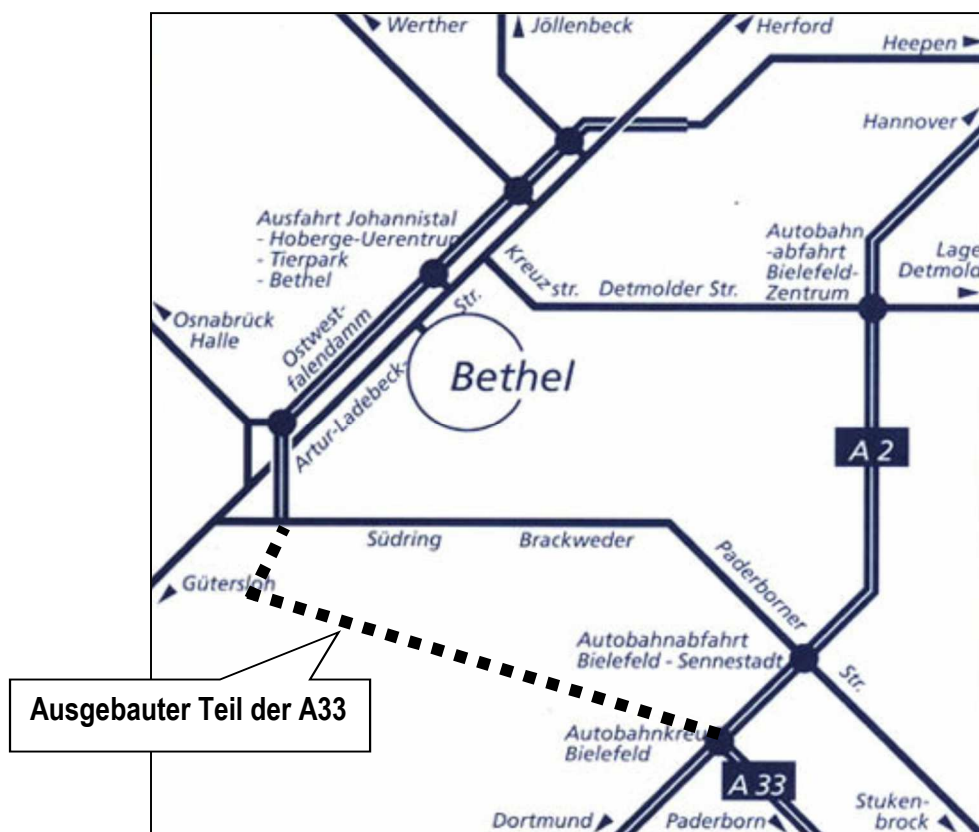 Werther
Jöllenbeck
Herford
Heepen
Hannover
Ausfahrt Johannistal
- Hoberge-Uerentrup
- Tierpark
- Bethel
Autobahn
-abfahrt
Bielefeld-
Zentrum
Lage
Detmold
Kreuz str.
Detmolder Str.
Osnabrück
Halle
Ostwest-
falendamm
Artur-Ladebeck-
Str.
Bethel
A 2
Südring
Brackweder
Paderborner
Str.
Gütersloh
Autobahnabfahrt
Bielefeld - Sennestadt
Ausgebauter Teil der A33
Autobahnkreuz
Bielefeld
A 33
Dortmund
Paderborn
Stuken-
brock